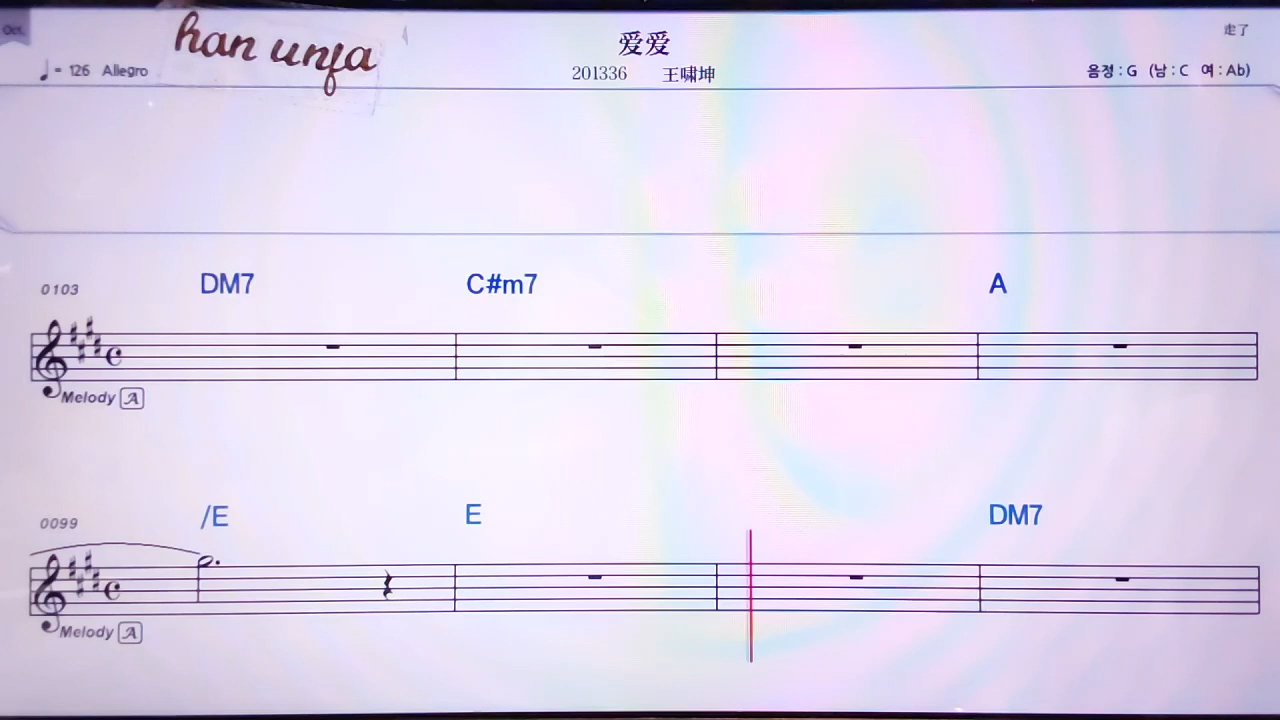 Oct.
han unfa
爱爱
走了
♩= 126 Allegro
201336 王啸坤
음정 : G (남 : C 여 : Ab)
DM7 C#m7 A
0103
Melody A
/E E DM7
0099
Melody A